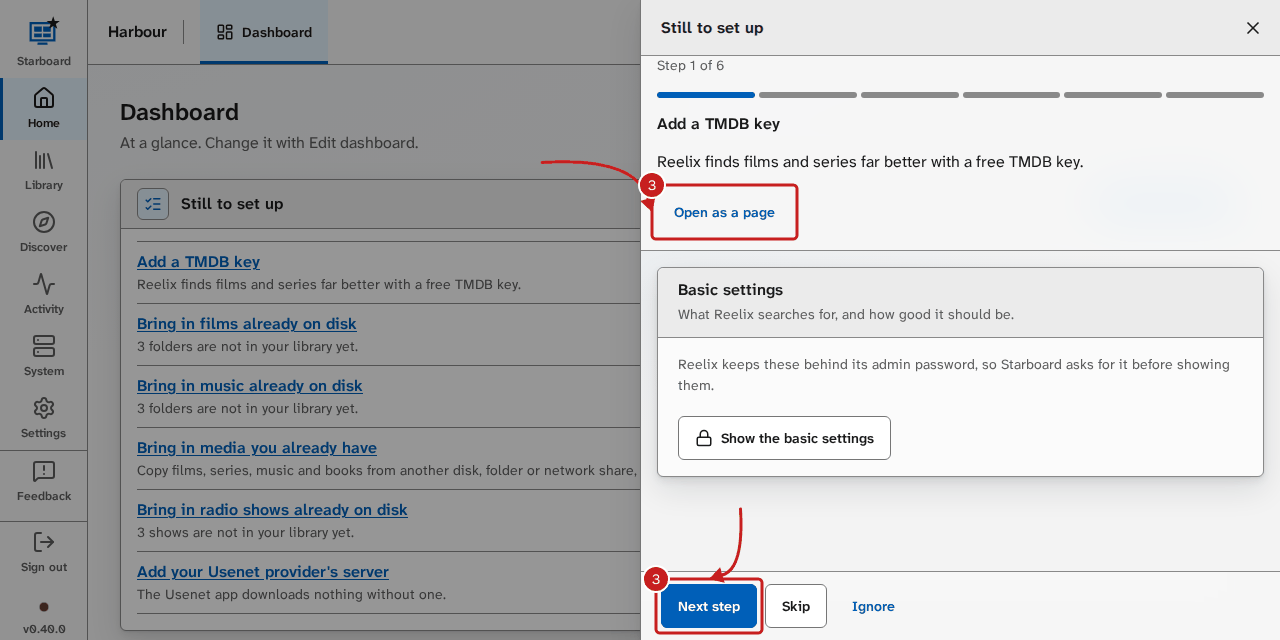 Starboard
Home
Library
Discover
Activity
System
Settings
Feedback
Sign out
v0.40.0
Harbour
Dashboard
Dashboard
At a glance. Change it with Edit dashboard.
Still to set up
Add a TMDB key
Reelix finds films and series far better with a free TMDB key.
Bring in films already on disk
3 folders are not in your library yet.
Bring in music already on disk
3 folders are not in your library yet.
Bring in media you already have
Copy films, series, music and books from another disk, folder or network share,
Bring in radio shows already on disk
3 shows are not in your library yet.
Add your Usenet provider's server
The Usenet app downloads nothing without one.
Still to set up
Step 1 of 6
Add a TMDB key
Reelix finds films and series far better with a free TMDB key.
3
Open as a page
Basic settings
What Reelix searches for, and how good it should be.
Reelix keeps these behind its admin password, so Starboard asks for it before showing
them.
Show the basic settings
3
Next step
Skip
Ignore